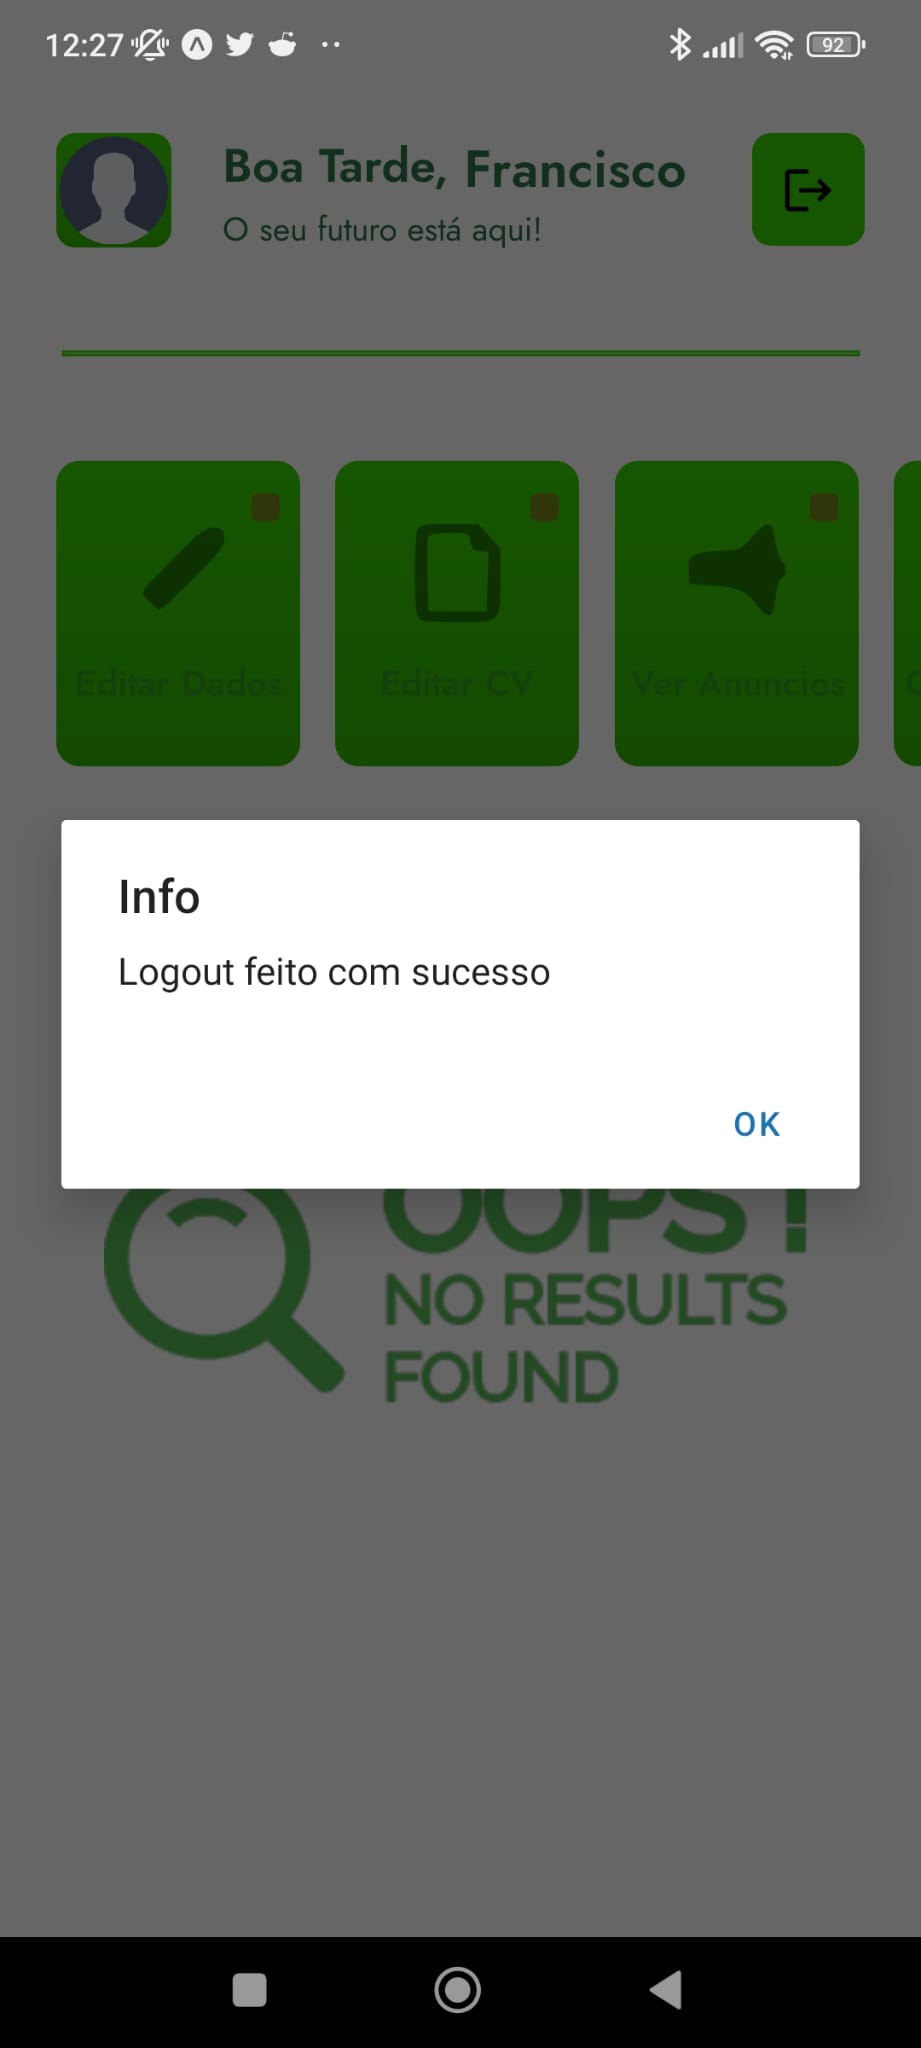 12:27
92
Boa Tarde, Francisco
O seu futuro está aqui!
Editar Dados
Editar CV
Ver Anuncios
Info
Logout feito com sucesso
OK
OOPS !
NO RESULTS
FOUND